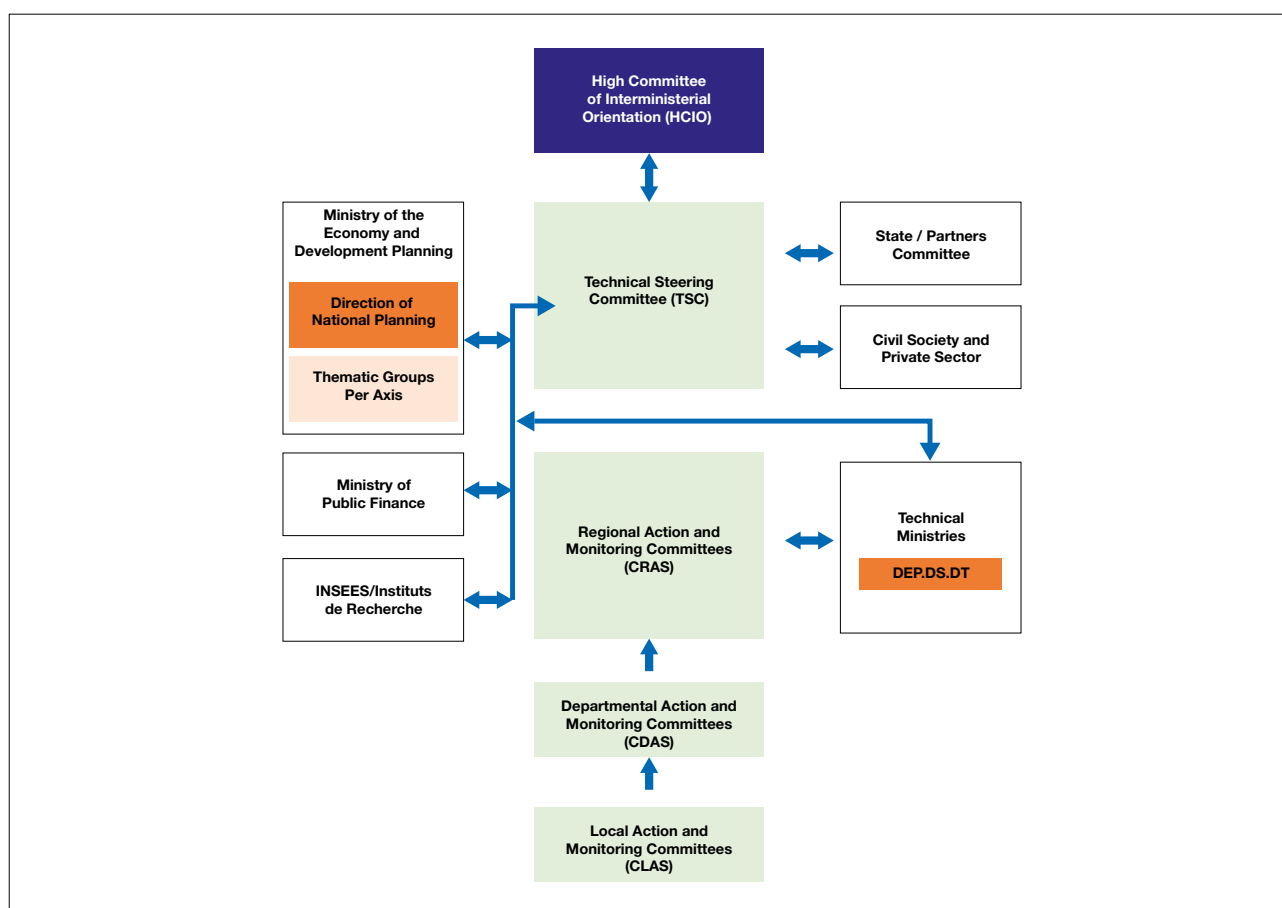 High Committee
of Interministerial
Orientation (HCIO)
Ministry of the
Economy and
Development Planning
Direction of
National Planning
Thematic Groups
Per Axis
Technical Steering
Committee (TSC)
State / Partners
Committee
Civil Society and
Private Sector
Ministry of
Public Finance
INSEES/Instituts
de Recherche
Regional Action and
Monitoring Committees
(CRAS)
Technical
Ministries
DEP.DS.DT
Departmental Action and
Monitoring Committees
(CDAS)
Local Action and
Monitoring Committees
(CLAS)